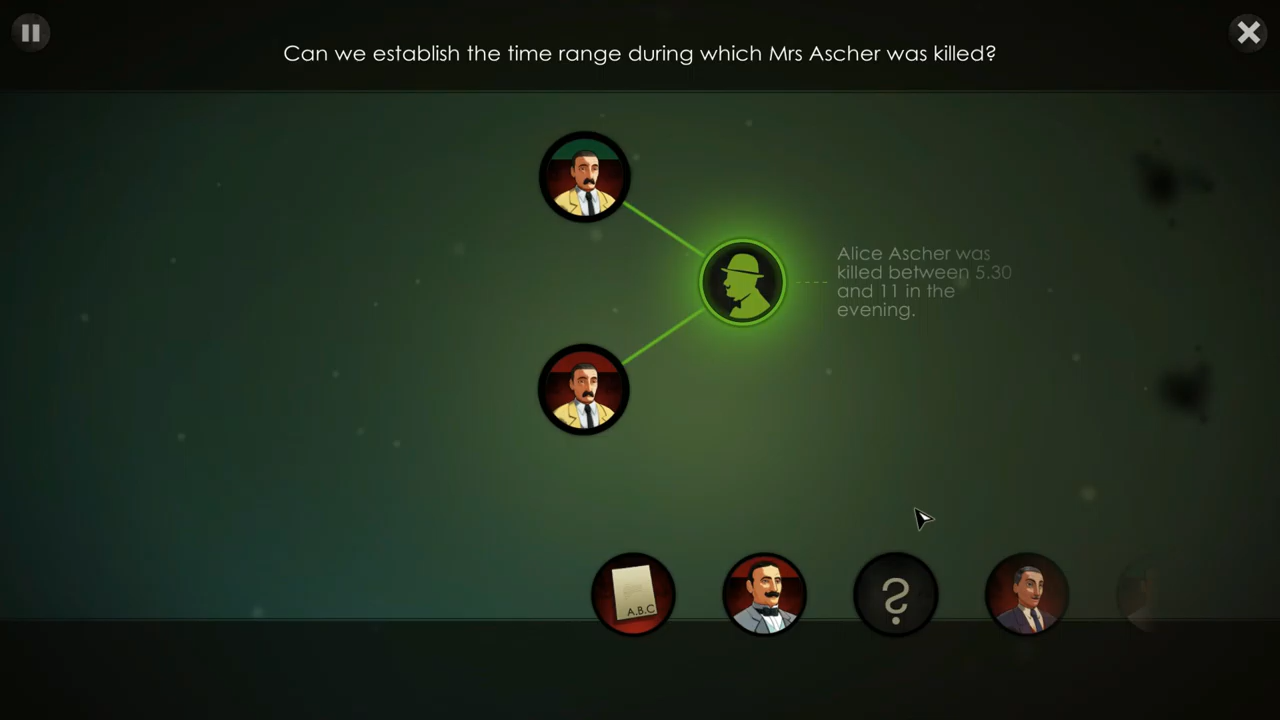 Can we establish the time range during which Mrs Ascher was killed?
Alice Ascher was
killed between 5.30
and 11 in the
evening.
A.B.C
?